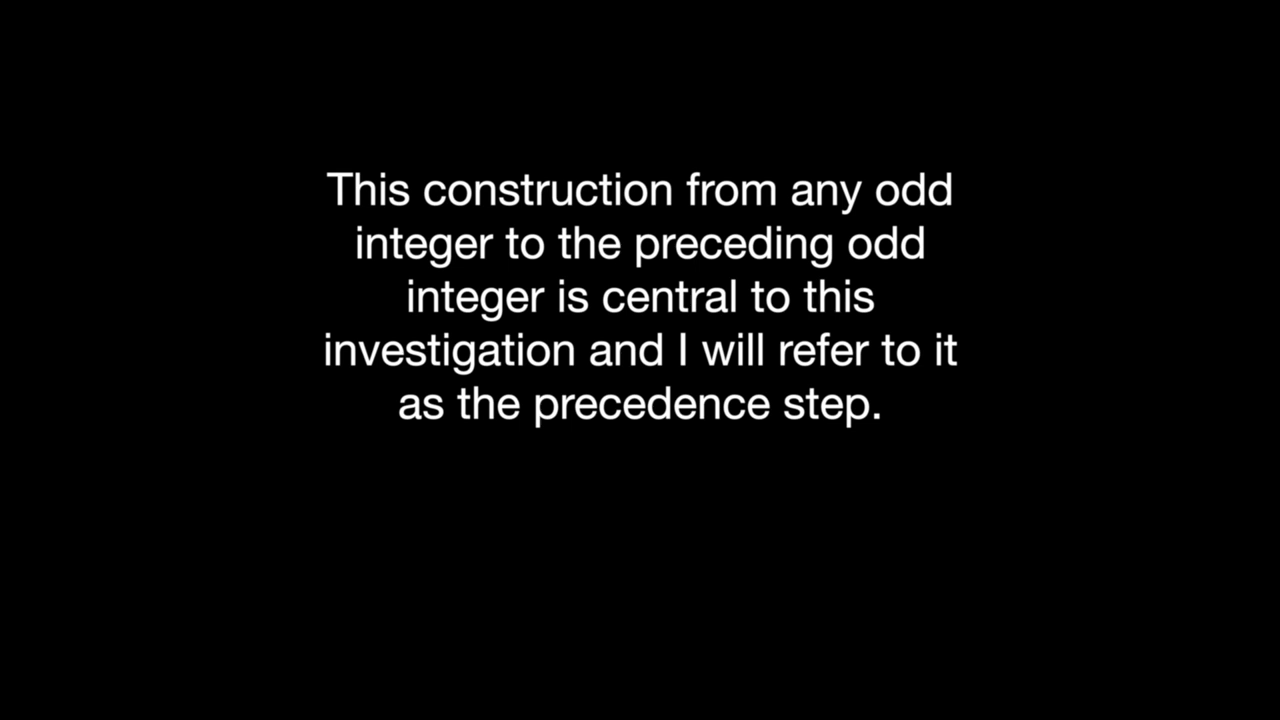 This construction from any odd
integer to the preceding odd
integer is central to this
investigation and I will refer to it
as the precedence step.